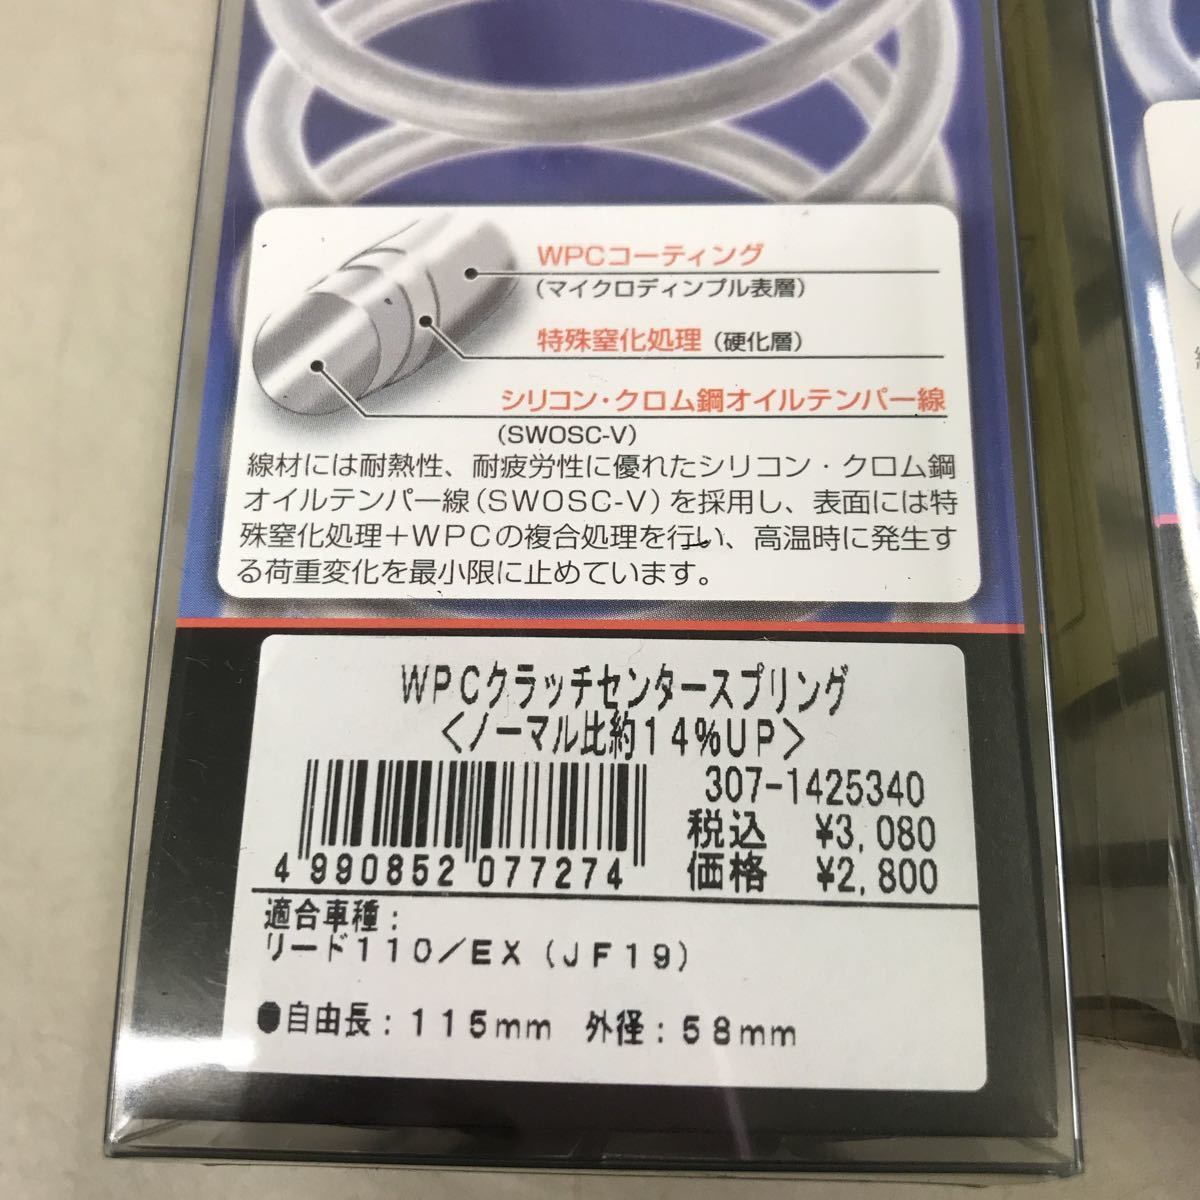 WPCコーティング
(マイクロディンプル表層)
特殊窒化処理 (硬化層)
シリコン・クロム鋼オイルテンパー線
(SWOSC-V)
線材には耐熱性、耐疲労性に優れたシリコン・クロム鋼
オイルテンパー線(SWOSC-V)を採用し、表面には特
殊窒化処理+WPCの複合処理を行い、高温時に発生す
る荷重変化を最小限に止めています。
WPCクラッチセンタースプリング
<ノーマル比約14%UP>
307-1425340
税込 ¥3,080
価格 ¥2,800
4 990852 077274
適合車種:
リード110/EX(JF19)
●自由長:115mm 外径:58mm